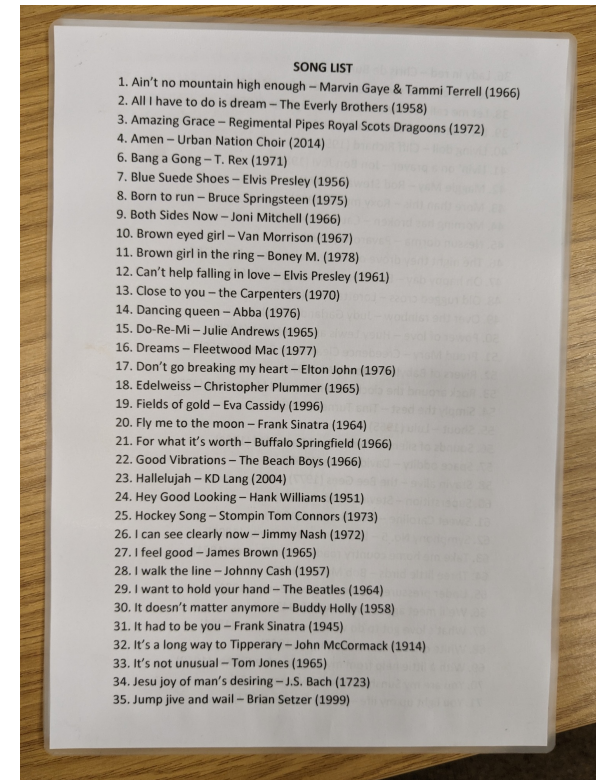 SONG LIST
1. Ain't no mountain high enough – Marvin Gaye & Tammi Terrell (1966)
2. All I have to do is dream – The Everly Brothers (1958)
3. Amazing Grace – Regimental Pipes Royal Scots Dragoons (1972)
4. Amen – Urban Nation Choir (2014)
6. Bang a Gong – T. Rex (1971)
7. Blue Suede Shoes – Elvis Presley (1956)
8. Born to run – Bruce Springsteen (1975)
9. Both Sides Now – Joni Mitchell (1966)
10. Brown eyed girl – Van Morrison (1967)
11. Brown girl in the ring – Boney M. (1978)
12. Can't help falling in love – Elvis Presley (1961)
13. Close to you – the Carpenters (1970)
14. Dancing queen – Abba (1976)
15. Do-Re-Mi – Julie Andrews (1965)
16. Dreams – Fleetwood Mac (1977)
17. Don't go breaking my heart – Elton John (1976)
18. Edelweiss – Christopher Plummer (1965)
19. Fields of gold – Eva Cassidy (1996)
20. Fly me to the moon – Frank Sinatra (1964)
21. For what it's worth – Buffalo Springfield (1966)
22. Good Vibrations – The Beach Boys (1966)
23. Hallelujah – KD Lang (2004)
24. Hey Good Looking – Hank Williams (1951)
25. Hockey Song – Stompin Tom Connors (1973)
26. I can see clearly now – Jimmy Nash (1972)
27. I feel good – James Brown (1965)
28. I walk the line – Johnny Cash (1957)
29. I want to hold your hand – The Beatles (1964)
30. It doesn't matter anymore – Buddy Holly (1958)
31. It had to be you – Frank Sinatra (1945)
32. It's a long way to Tipperary – John McCormack (1914)
33. It's not unusual – Tom Jones (1965)
34. Jesu joy of man's desiring – J.S. Bach (1723)
35. Jump jive and wail – Brian Setzer (1999)